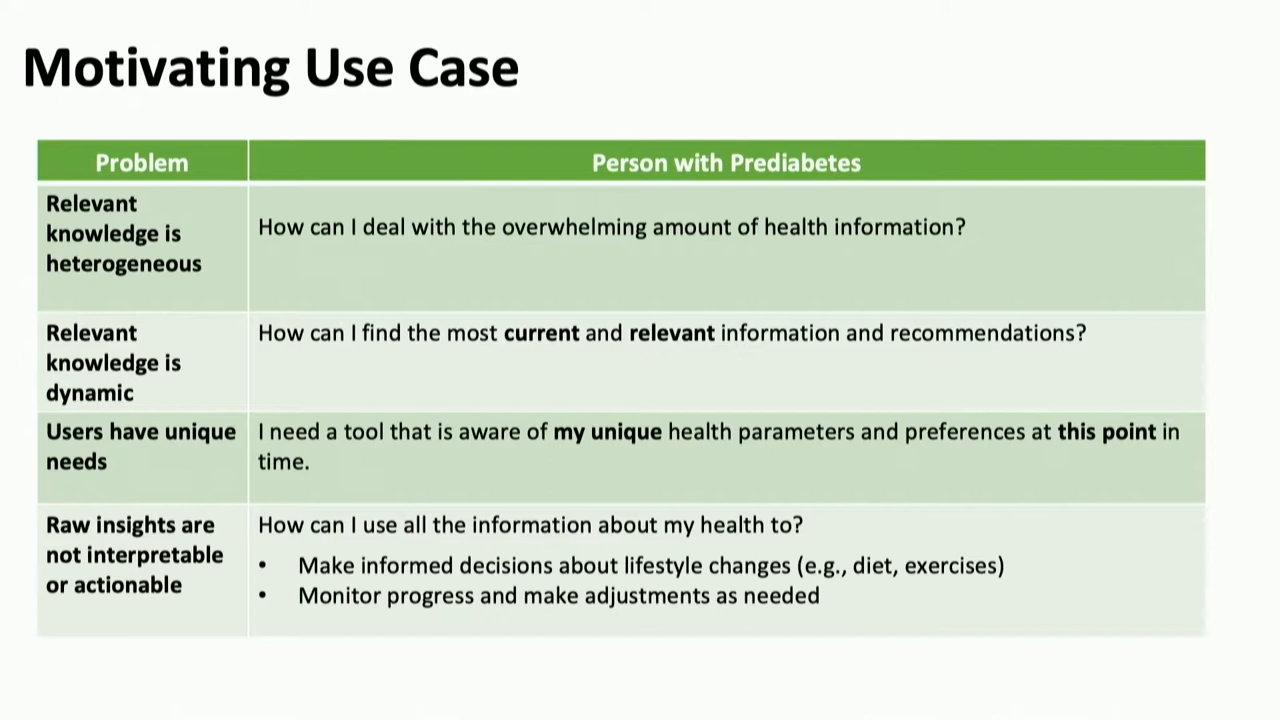 Motivating Use Case
Problem
Person with Prediabetes
Relevant
knowledge is
heterogeneous
How can I deal with the overwhelming amount of health information?
Relevant
knowledge is
dynamic
How can I find the most current and relevant information and recommendations?
Users have unique
needs
I need a tool that is aware of my unique health parameters and preferences at this point in
time.
Raw insights are
not interpretable
or actionable
How can I use all the information about my health to?
• Make informed decisions about lifestyle changes (e.g., diet, exercises)
• Monitor progress and make adjustments as needed